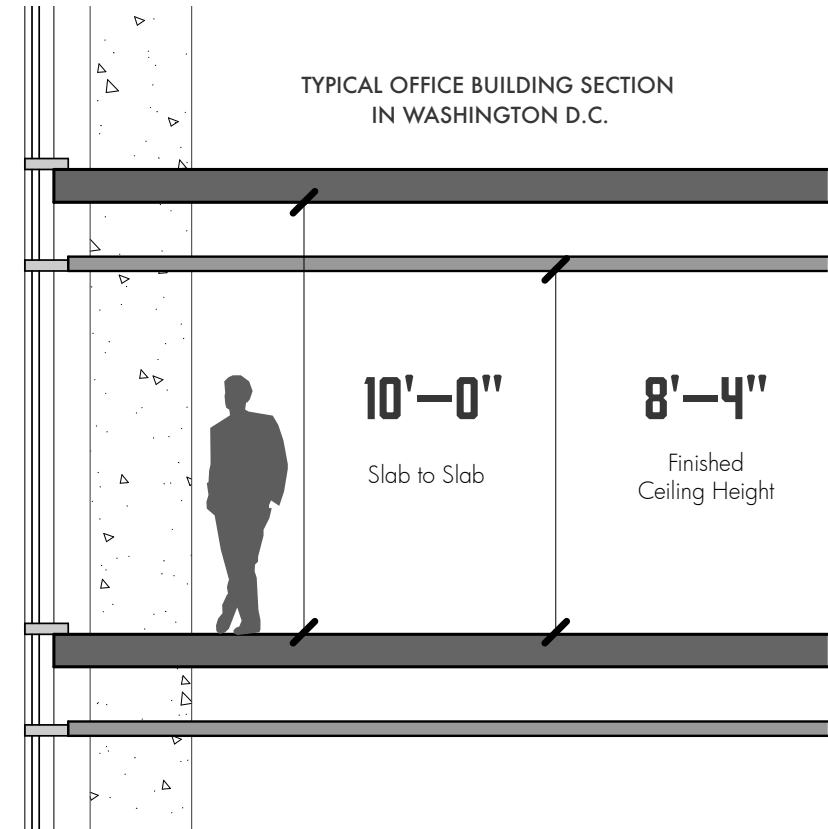 TYPICAL OFFICE BUILDING SECTION
IN WASHINGTON D.C.
10'—0"
Slab to Slab
8'—4"
Finished
Ceiling Height